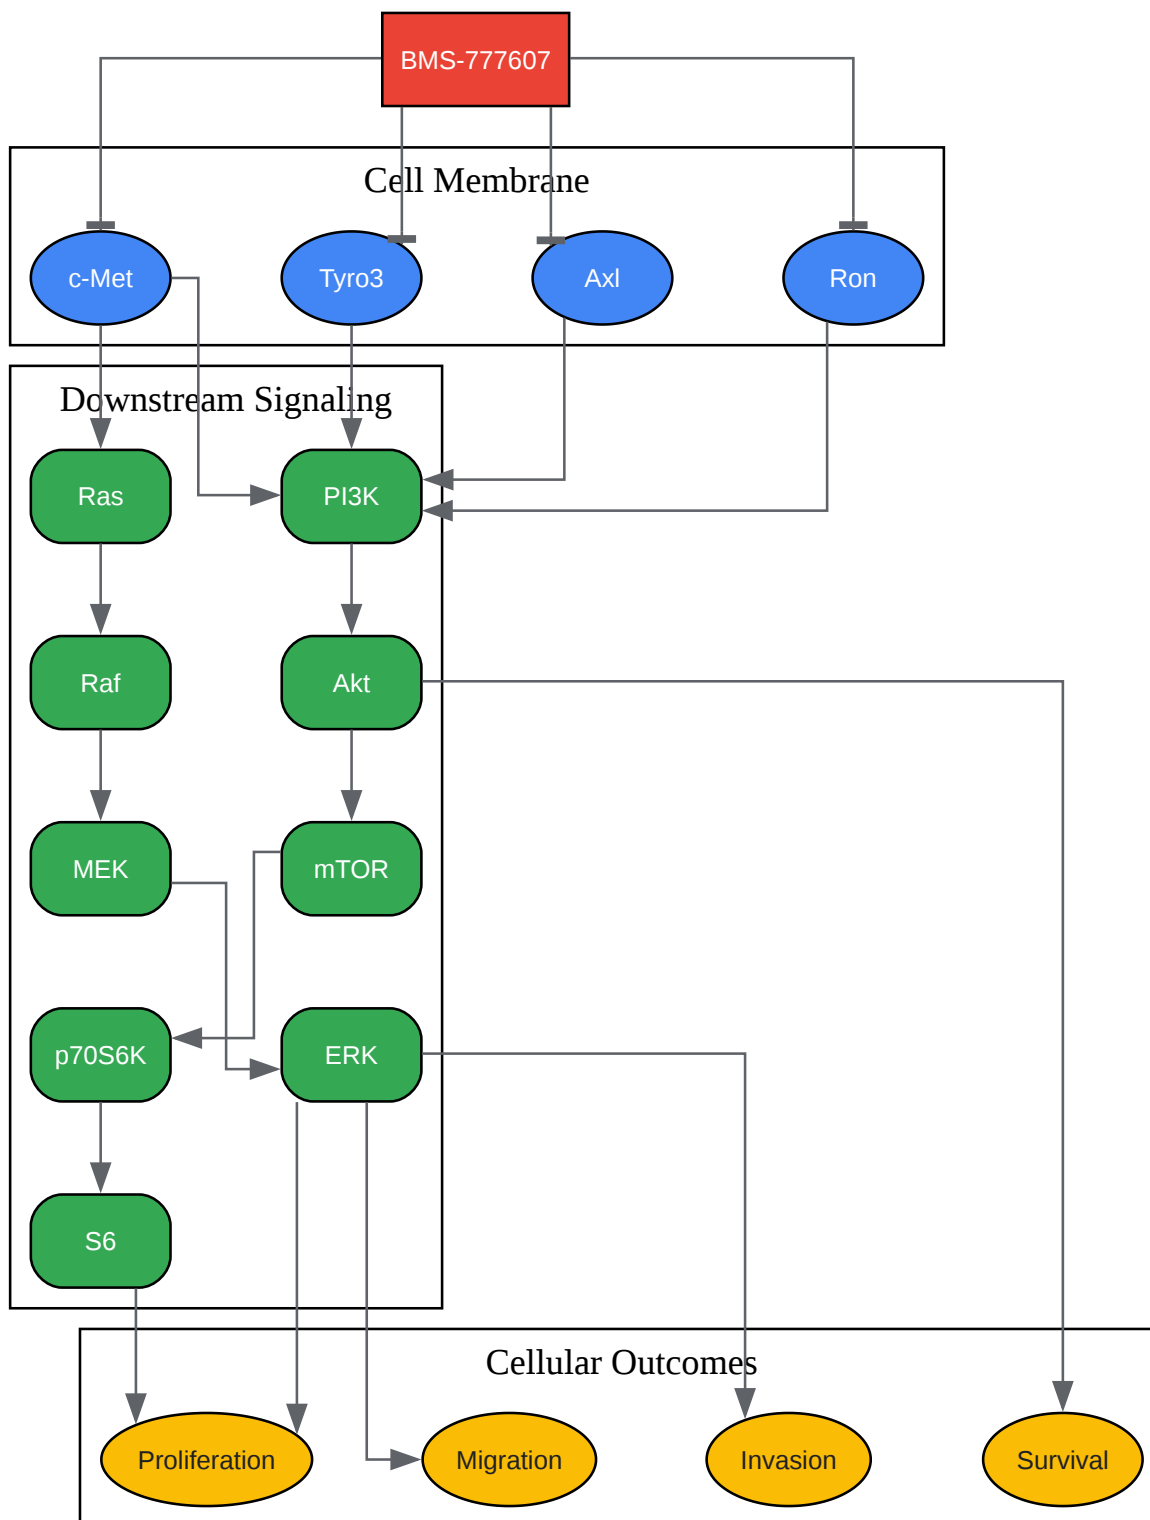 BMS-777607
Cell Membrane
c-Met
Tyro3
Axl
Ron
Downstream Signaling
Ras
PI3K
Raf
Akt
MEK
mTOR
p70S6K
ERK
S6
Cellular Outcomes
Proliferation
Migration
Invasion
Survival